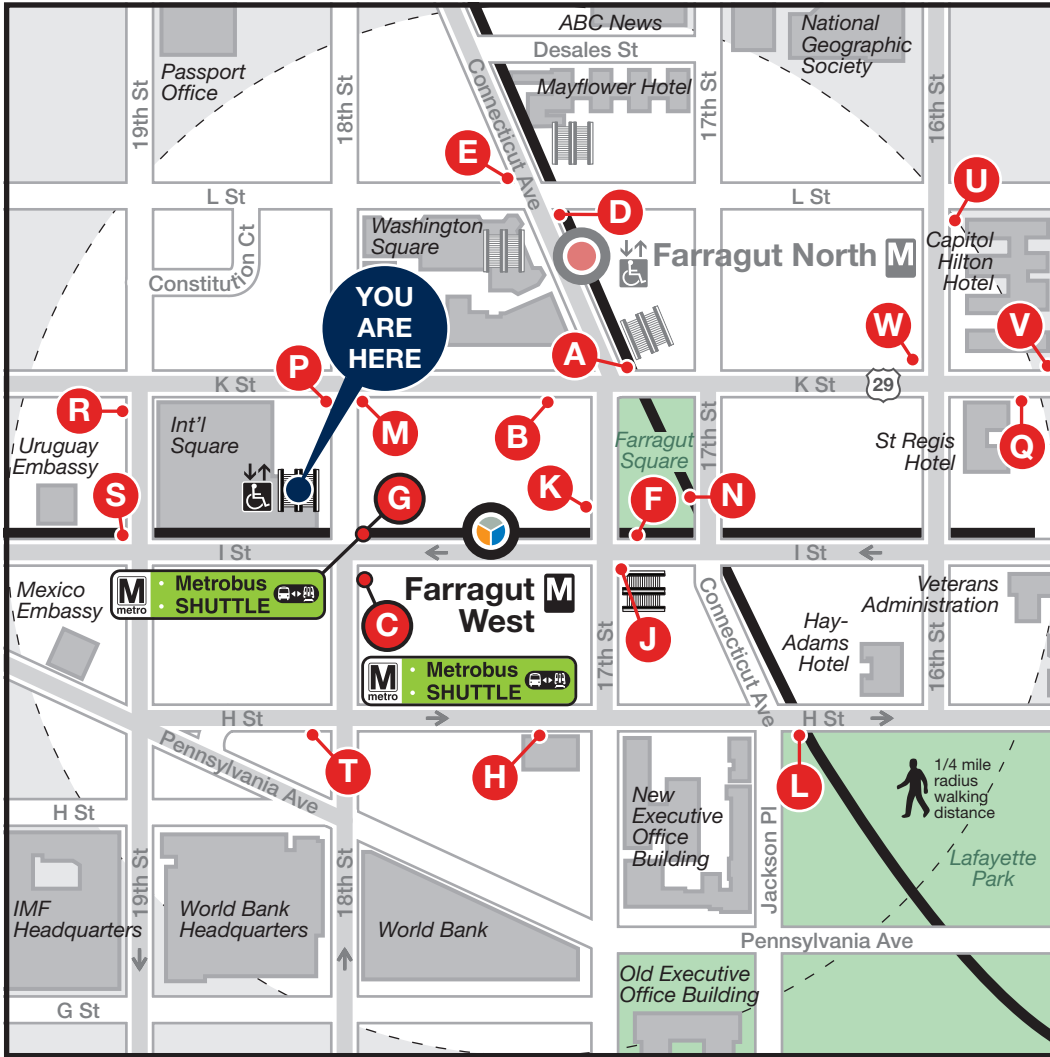 ABC News
Desales St
National
Geographic
Society
Passport
Office
19th St
18th St
Connecticut Ave
Mayflower Hotel
17th St
16th St
E
U
L St
L St
D
Constitution Ct
Washington
Square
Farragut North M
Capitol
Hilton
Hotel
YOU
ARE
HERE
W
V
A
P
K St
K St
29
R
M
B
Q
Uruguay
Embassy
Int'l
Square
Farragut
Square
17th St
St Regis
Hotel
S
G
K
F
N
I St
I St
Mexico
Embassy
M
metro
· Metrobus
· SHUTTLE
C
Farragut M
West
J
Connecticut Ave
Veterans
Administration
Hay-
Adams
Hotel
16th St
17th St
M
metro
· Metrobus
· SHUTTLE
H St
H St
Pennsylvania Ave
T
H
L
1/4 mile
radius
walking
distance
New
Executive
Office
Building
Jackson Pl
H St
19th St
18th St
Lafayette
Park
IMF
Headquarters
World Bank
Headquarters
World Bank
Pennsylvania Ave
Old Executive
Office Building
G St